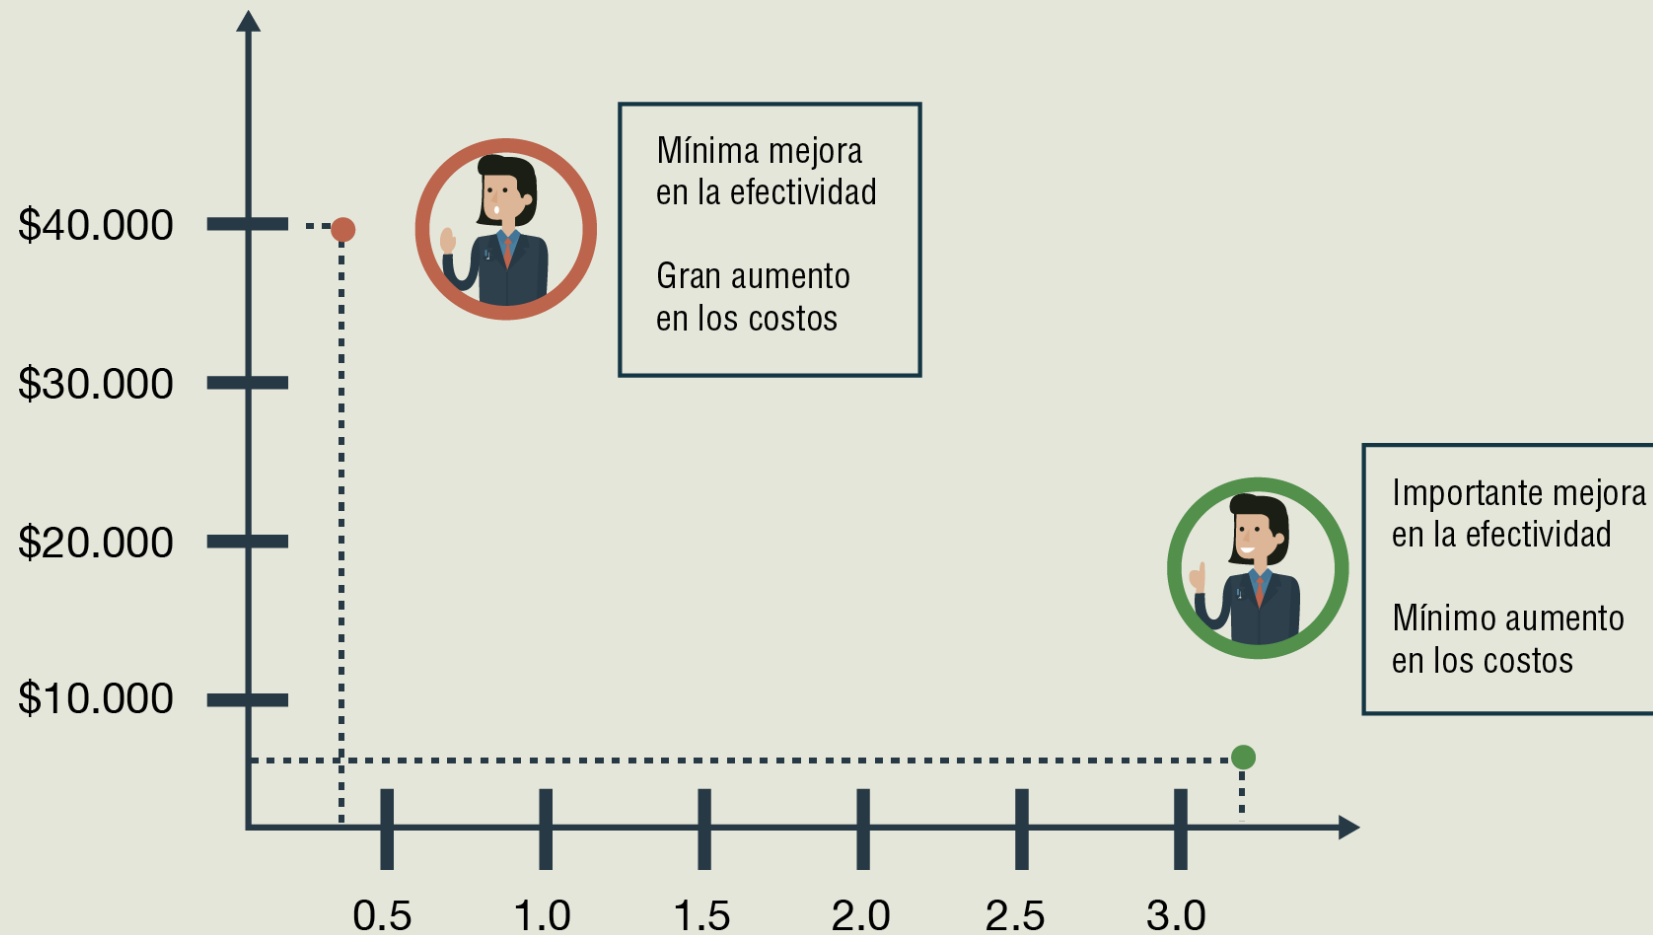 $40.000
$30.000
$20.000
$10.000
Mínima mejora
en la efectividad
Gran aumento
en los costos
Importante mejora
en la efectividad
Mínimo aumento
en los costos
0.5 1.0 1.5 2.0 2.5 3.0